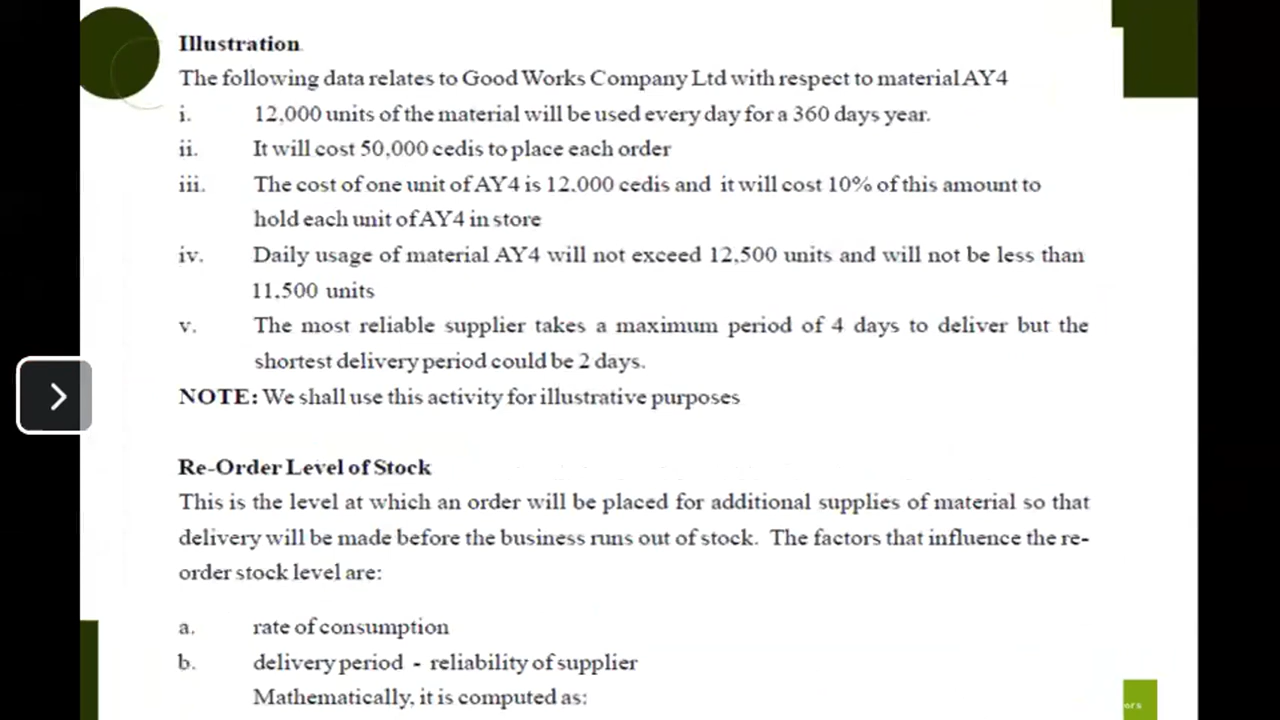 Illustration
The following data relates to Good Works Company Ltd with respect to material AY4
i. 12,000 units of the material will be used every day for a 360 days year.
ii. It will cost 50,000 cedis to place each order
iii. The cost of one unit of AY4 is 12,000 cedis and it will cost 10% of this amount to
hold each unit of AY4 in store
iv. Daily usage of material AY4 will not exceed 12,500 units and will not be less than
11,500 units
v. The most reliable supplier takes a maximum period of 4 days to deliver but the
shortest delivery period could be 2 days.
NOTE: We shall use this activity for illustrative purposes
Re-Order Level of Stock
This is the level at which an order will be placed for additional supplies of material so that
delivery will be made before the business runs out of stock. The factors that influence the re-
order stock level are:
a. rate of consumption
b. delivery period - reliability of supplier
Mathematically, it is computed as: